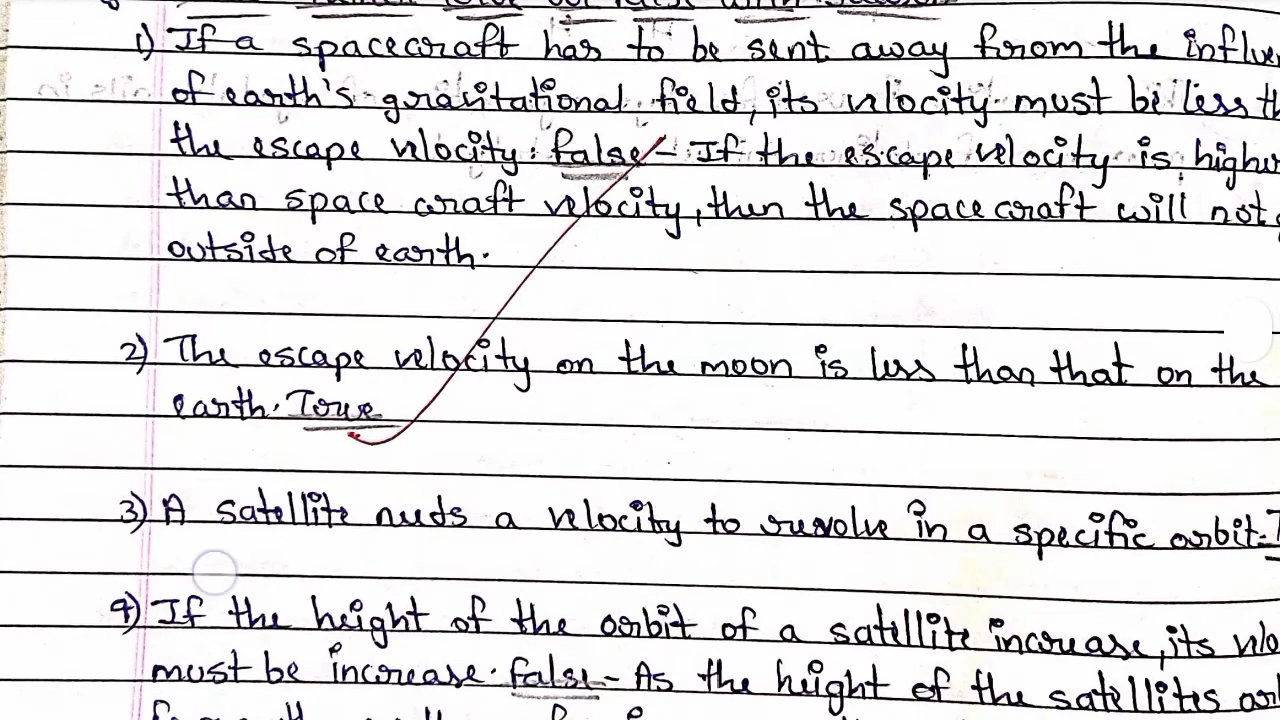 1) If a spacecraft has to be sent away from the influe
of earth's gravitational field, its velocity must be less th
the escape velocity. false - If the escape velocity is higher
than space craft velocity, then the space craft will not
outside of earth.
2) The escape velocity on the moon is less than that on the
earth. True
3) A satellite needs a velocity to revolve in a specific orbit. T
4) If the height of the orbit of a satellite increase, its velo
must be increase. false - As the height of the satellites or